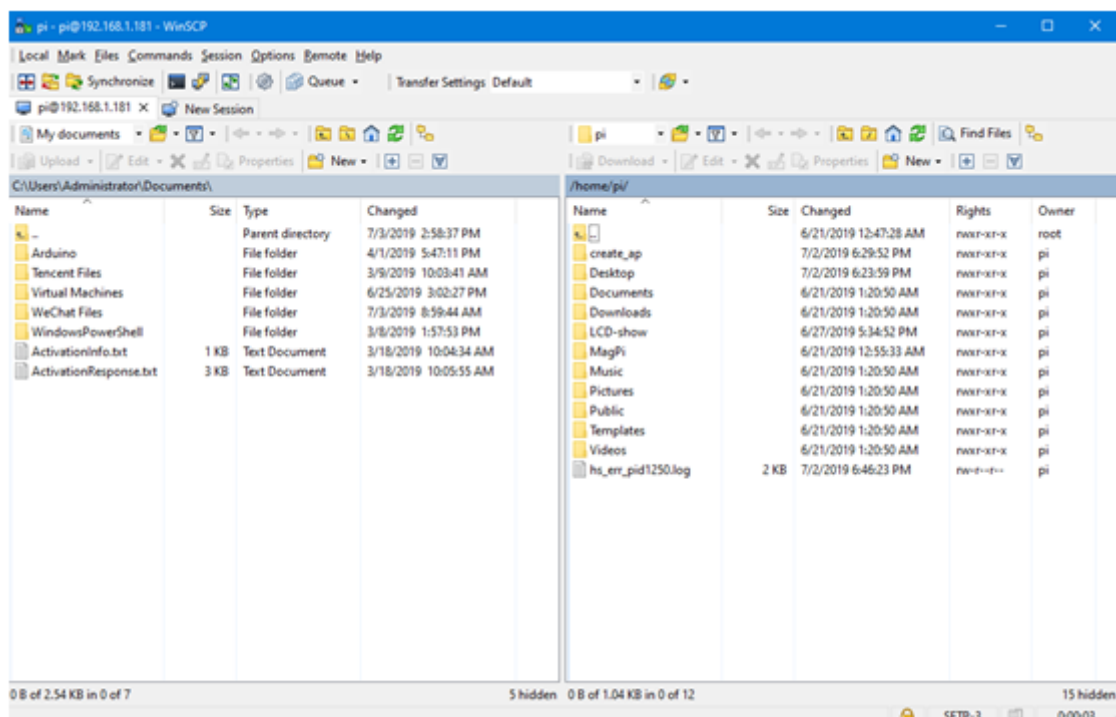 pi - pi@192.168.1.181 - WinSCP
Local Mark Files Commands Session Options Remote Help
Synchronize Queue Transfer Settings Default
pi@192.168.1.181 New Session
My documents
Upload Edit Properties New
C:\Users\Administrator\Documents\
Name Size Type Changed
.. Parent directory 7/3/2019 2:58:37 PM
Arduino File folder 4/1/2019 5:47:11 PM
Tencent Files File folder 3/9/2019 10:03:41 AM
Virtual Machines File folder 6/25/2019 3:02:27 PM
WeChat Files File folder 7/3/2019 8:59:44 AM
WindowsPowerShell File folder 3/8/2019 1:57:53 PM
ActivationInfo.txt 1 KB Text Document 3/18/2019 10:04:34 AM
ActivationResponse.txt 3 KB Text Document 3/18/2019 10:05:55 AM
0 B of 2.54 KB in 0 of 7 5 hidden
pi Find Files
Download Edit Properties New
/home/pi/
Name Size Changed Rights Owner
.. 6/21/2019 12:47:28 AM rwxr-xr-x root
create_ap 7/2/2019 6:29:52 PM rwxr-xr-x pi
Desktop 7/2/2019 6:23:59 PM rwxr-xr-x pi
Documents 6/21/2019 1:20:50 AM rwxr-xr-x pi
Downloads 6/21/2019 1:20:50 AM rwxr-xr-x pi
LCD-show 6/27/2019 5:34:52 PM rwxr-xr-x pi
MagPi 6/21/2019 12:55:33 AM rwxr-xr-x pi
Music 6/21/2019 1:20:50 AM rwxr-xr-x pi
Pictures 6/21/2019 1:20:50 AM rwxr-xr-x pi
Public 6/21/2019 1:20:50 AM rwxr-xr-x pi
Templates 6/21/2019 1:20:50 AM rwxr-xr-x pi
Videos 6/21/2019 1:20:50 AM rwxr-xr-x pi
hs_err_pid1250.log 2 KB 7/2/2019 6:46:23 PM rw-r--r-- pi
0 B of 1.04 KB in 0 of 12 15 hidden
SFTP-3 0:00:03